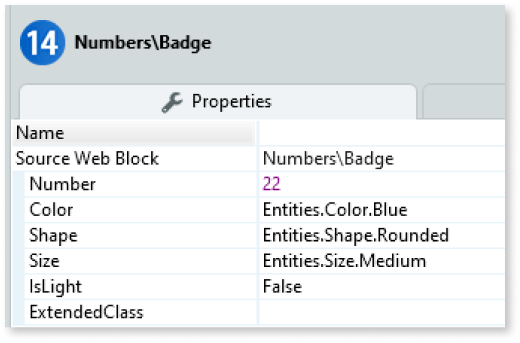 14 Numbers\Badge
Properties
Name
Source Web Block Numbers\Badge
Number 22
Color Entities.Color.Blue
Shape Entities.Shape.Rounded
Size Entities.Size.Medium
IsLight False
ExtendedClass